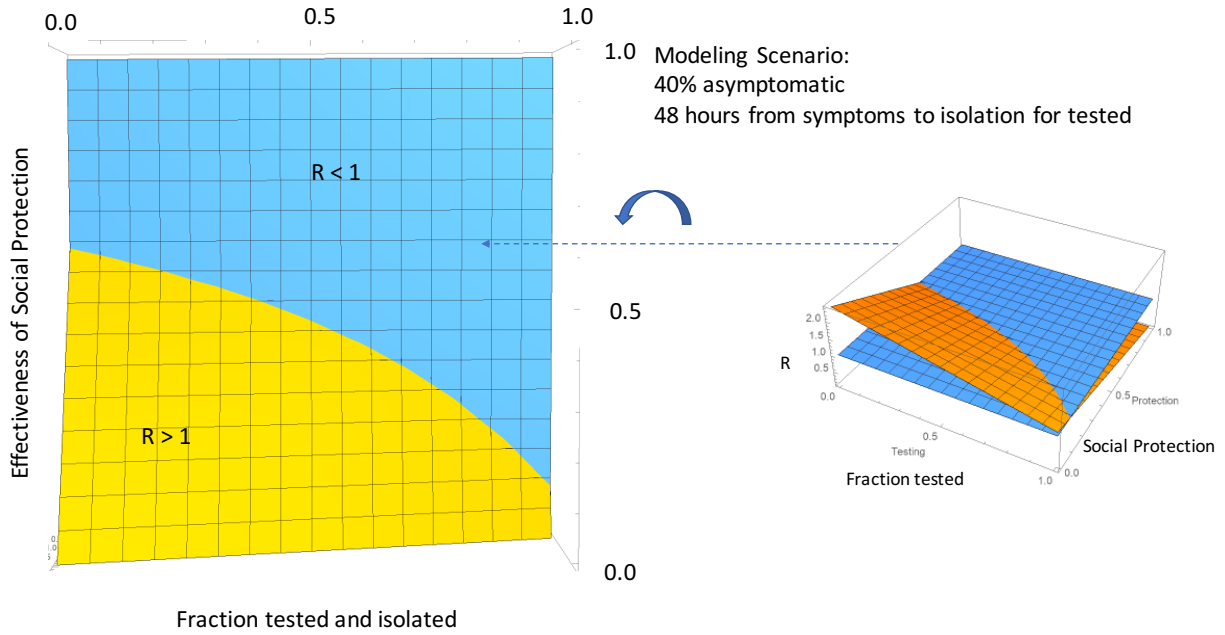 0.0
0.5
1.0
1.0
Modeling Scenario:
40% asymptomatic
48 hours from symptoms to isolation for tested
Effectiveness of Social Protection
R < 1
R > 1
0.5
0.0
Fraction tested and isolated
R
2.0
1.5
1.0
0.5
0.0
0.5
1.0
Testing
Fraction tested
0.0
0.5
1.0
Protection
Social Protection